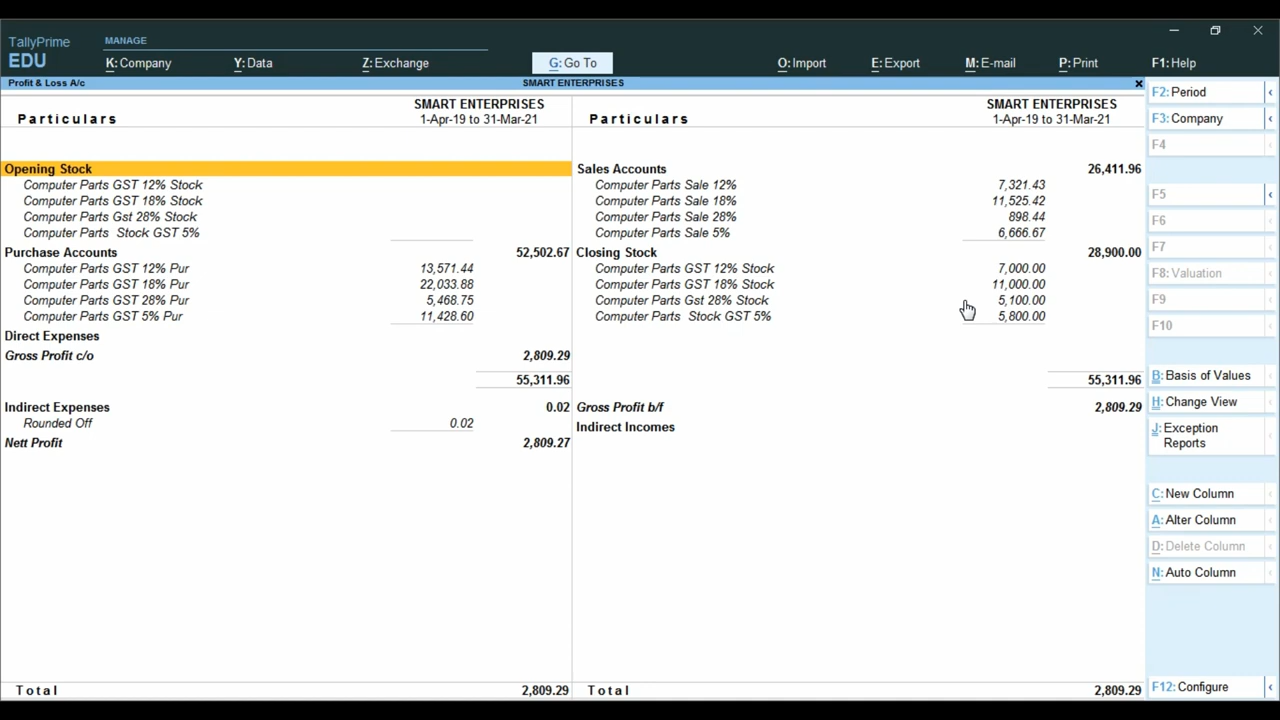 TallyPrime
EDU
MANAGE
K: Company
Y: Data
Z: Exchange
G: Go To
O: Import
E: Export
M: E-mail
P: Print
F1: Help
Profit & Loss A/c
SMART ENTERPRISES
Particulars
SMART ENTERPRISES
1-Apr-19 to 31-Mar-21
Opening Stock
Computer Parts GST 12% Stock
Computer Parts GST 18% Stock
Computer Parts Gst 28% Stock
Computer Parts Stock GST 5%
Purchase Accounts 52,502.67
Computer Parts GST 12% Pur 13,571.44
Computer Parts GST 18% Pur 22,033.88
Computer Parts GST 28% Pur 5,468.75
Computer Parts GST 5% Pur 11,428.60
Direct Expenses
Gross Profit c/o 2,809.29
55,311.96
Indirect Expenses 0.02
Rounded Off 0.02
Nett Profit 2,809.27
Total 2,809.29
Particulars
SMART ENTERPRISES
1-Apr-19 to 31-Mar-21
Sales Accounts 26,411.96
Computer Parts Sale 12% 7,321.43
Computer Parts Sale 18% 11,525.42
Computer Parts Sale 28% 898.44
Computer Parts Sale 5% 6,666.67
Closing Stock 28,900.00
Computer Parts GST 12% Stock 7,000.00
Computer Parts GST 18% Stock 11,000.00
Computer Parts Gst 28% Stock 5,100.00
Computer Parts Stock GST 5% 5,800.00
55,311.96
Gross Profit b/f 2,809.29
Indirect Incomes
Total 2,809.29
F2: Period
F3: Company
F4
F5
F6
F7
F8: Valuation
F9
F10
B: Basis of Values
H: Change View
J: Exception
Reports
C: New Column
A: Alter Column
D: Delete Column
N: Auto Column
F12: Configure